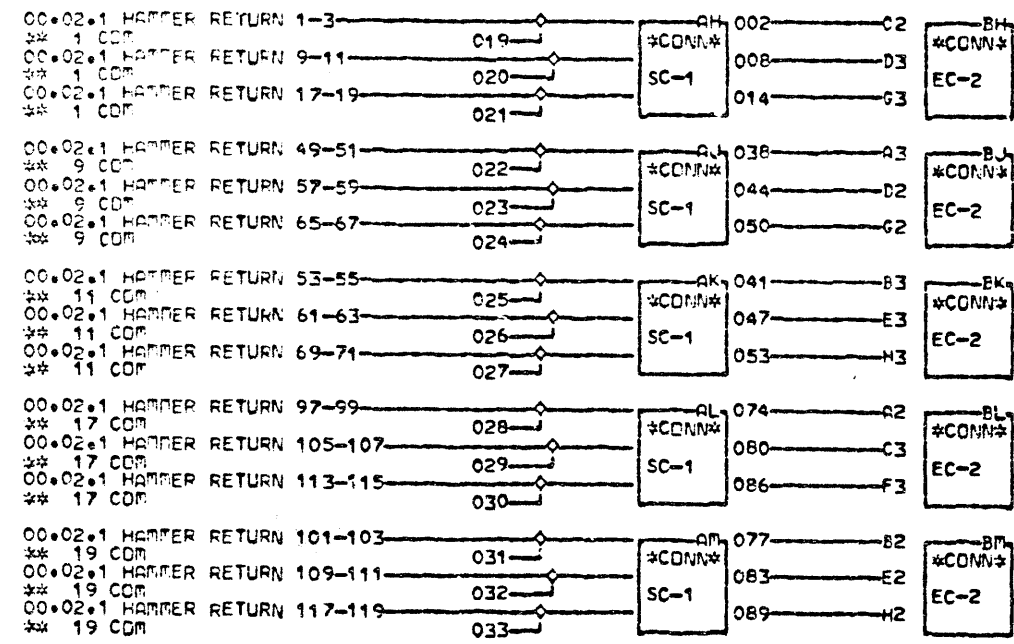 00.02.1 HAMMER RETURN 1-3 AH 002 C2 BH
** 1 COM 019 *CONN* *CONN*
00.02.1 HAMMER RETURN 9-11 008 D3
** 1 COM 020 SC-1 EC-2
00.02.1 HAMMER RETURN 17-19 014 G3
** 1 COM 021
00.02.1 HAMMER RETURN 49-51 AJ 038 A3 BJ
** 9 COM 022 *CONN* *CONN*
00.02.1 HAMMER RETURN 57-59 044 D2
** 9 COM 023 SC-1 EC-2
00.02.1 HAMMER RETURN 65-67 050 G2
** 9 COM 024
00.02.1 HAMMER RETURN 53-55 AK 041 B3 BK
** 11 COM 025 *CONN* *CONN*
00.02.1 HAMMER RETURN 61-63 047 E3
** 11 COM 026 SC-1 EC-2
00.02.1 HAMMER RETURN 69-71 053 H3
** 11 COM 027
00.02.1 HAMMER RETURN 97-99 AL 074 A2 BL
** 17 COM 028 *CONN* *CONN*
00.02.1 HAMMER RETURN 105-107 080 C3
** 17 COM 029 SC-1 EC-2
00.02.1 HAMMER RETURN 113-115 086 F3
** 17 COM 030
00.02.1 HAMMER RETURN 101-103 AM 077 B2 BM
** 19 COM 031 *CONN* *CONN*
00.02.1 HAMMER RETURN 109-111 083 E2
** 19 COM 032 SC-1 EC-2
00.02.1 HAMMER RETURN 117-119 089 H2
** 19 COM 033